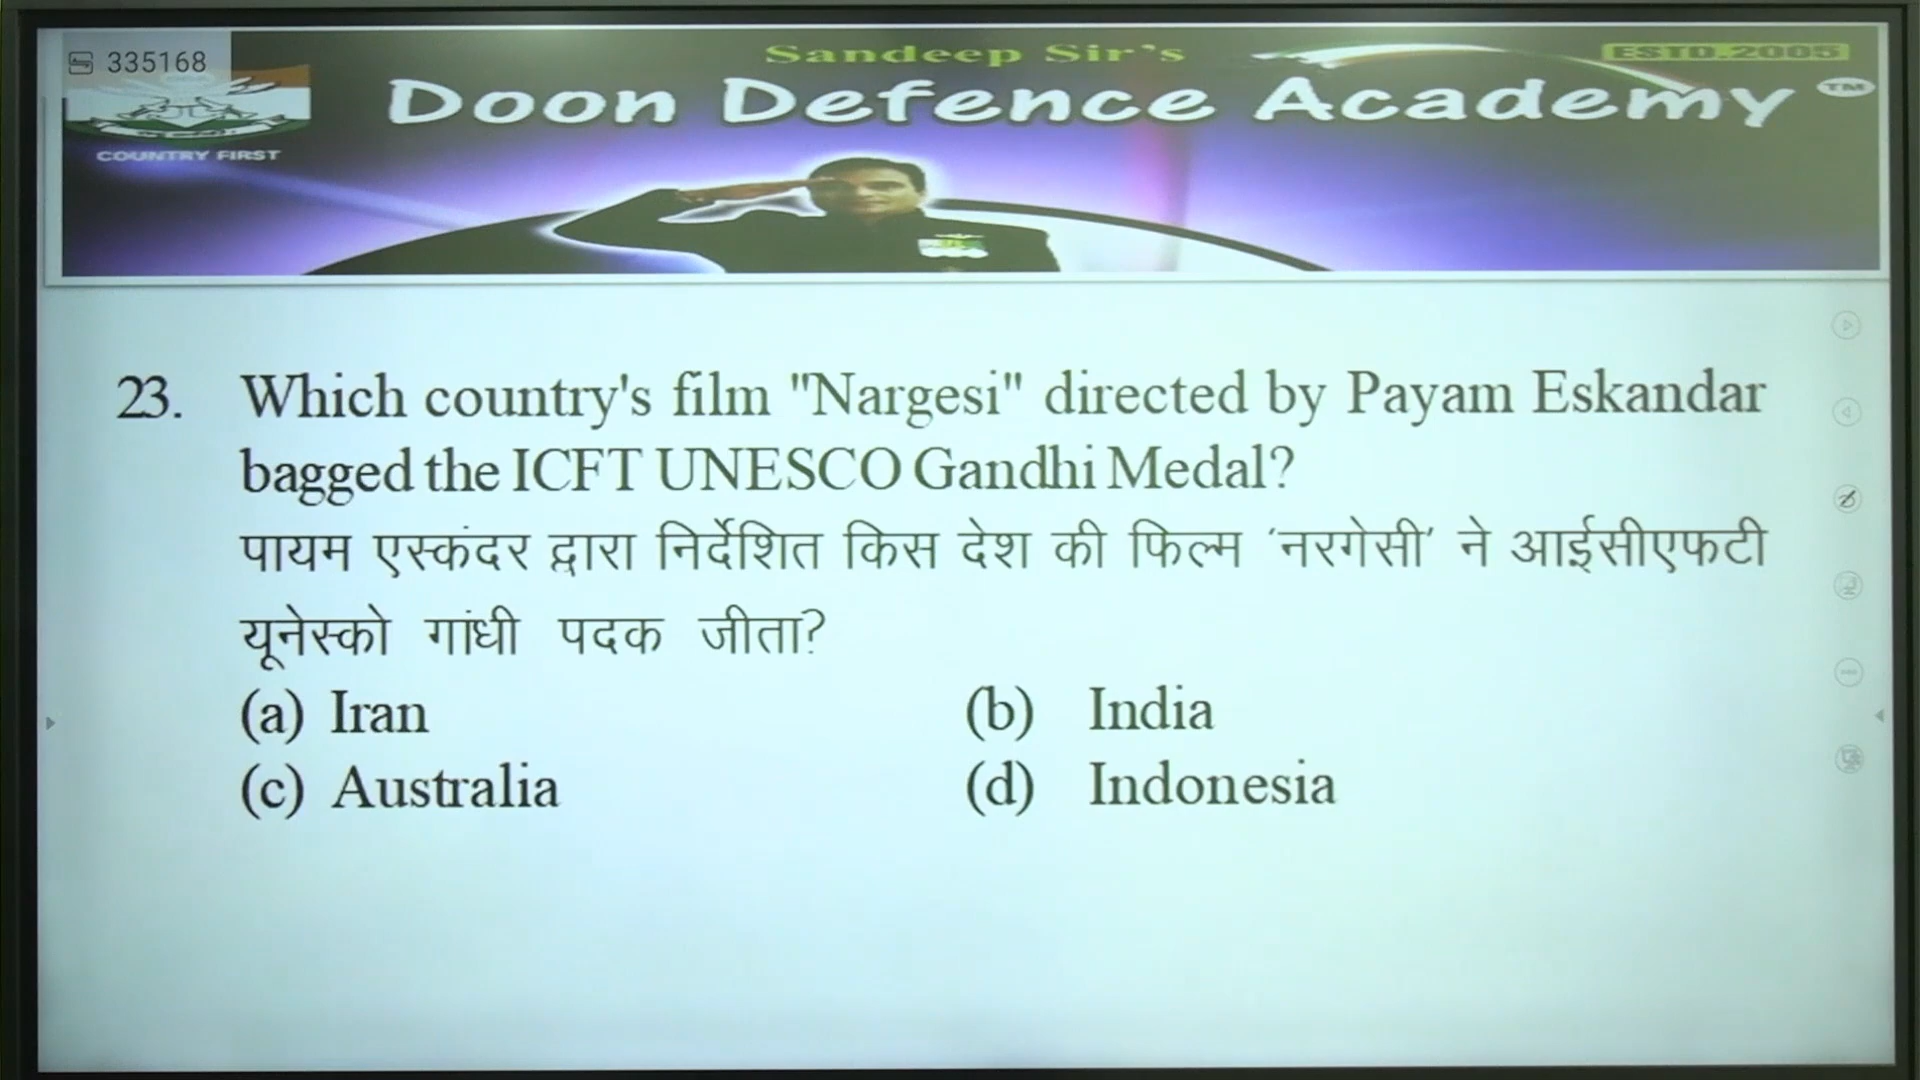 335168
Sandeep Sir's
ESTD.2005
Doon Defence Academy TM
COUNTRY FIRST
23. Which country's film "Nargesi" directed by Payam Eskandar
bagged the ICFT UNESCO Gandhi Medal?
पायम एस्कंदर द्वारा निर्देशित किस देश की फिल्म ‘नरगेसी’ ने आईसीएफटी
यूनेस्को गांधी पदक जीता?
(a) Iran (b) India
(c) Australia (d) Indonesia